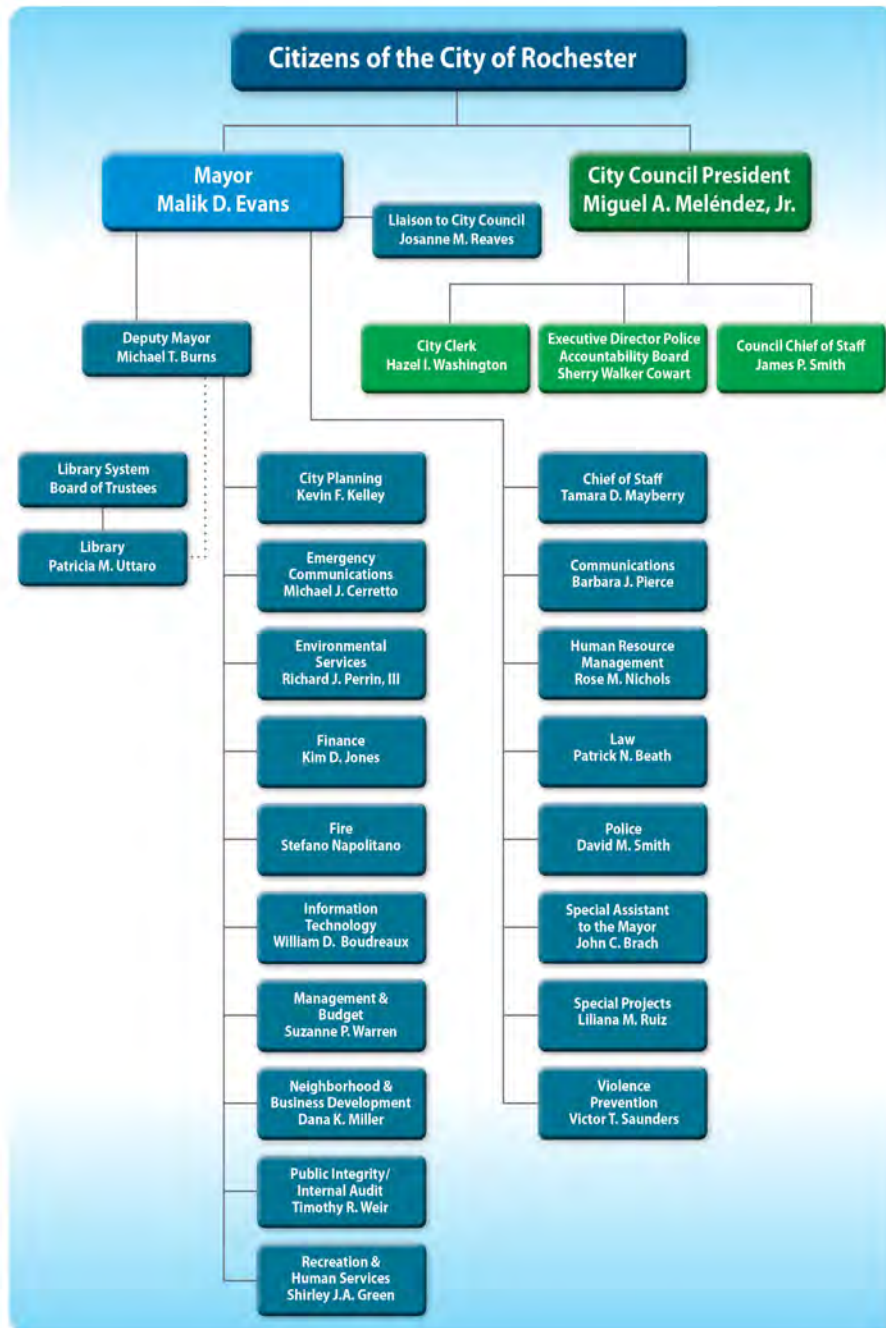 Citizens of the City of Rochester
Mayor
Malik D. Evans
City Council President
Miguel A. Meléndez, Jr.
Liaison to City Council
Josanne M. Reaves
Deputy Mayor
Michael T. Burns
City Clerk
Hazel I. Washington
Executive Director Police
Accountability Board
Sherry Walker Cowart
Council Chief of Staff
James P. Smith
Library System
Board of Trustees
Library
Patricia M. Uttaro
City Planning
Kevin F. Kelley
Emergency
Communications
Michael J. Cerretto
Environmental
Services
Richard J. Perrin, III
Finance
Kim D. Jones
Fire
Stefano Napolitano
Information
Technology
William D. Boudreaux
Management &
Budget
Suzanne P. Warren
Neighborhood &
Business Development
Dana K. Miller
Public Integrity/
Internal Audit
Timothy R. Weir
Recreation &
Human Services
Shirley J.A. Green
Chief of Staff
Tamara D. Mayberry
Communications
Barbara J. Pierce
Human Resource
Management
Rose M. Nichols
Law
Patrick N. Beath
Police
David M. Smith
Special Assistant
to the Mayor
John C. Brach
Special Projects
Liliana M. Ruiz
Violence
Prevention
Victor T. Saunders